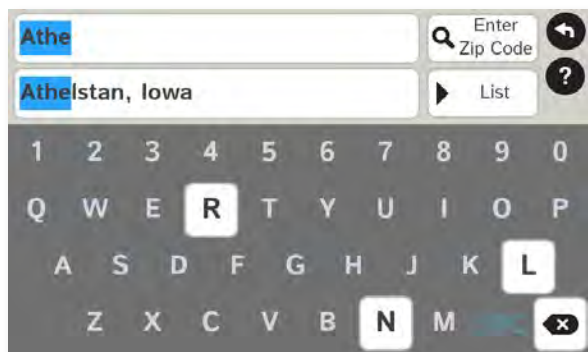 Athe
Enter
Zip Code
?
Athelstan, Iowa
List
1 2 3 4 5 6 7 8 9 0
Q W E R T Y U I O P
A S D F G H J K L
Z X C V B N M